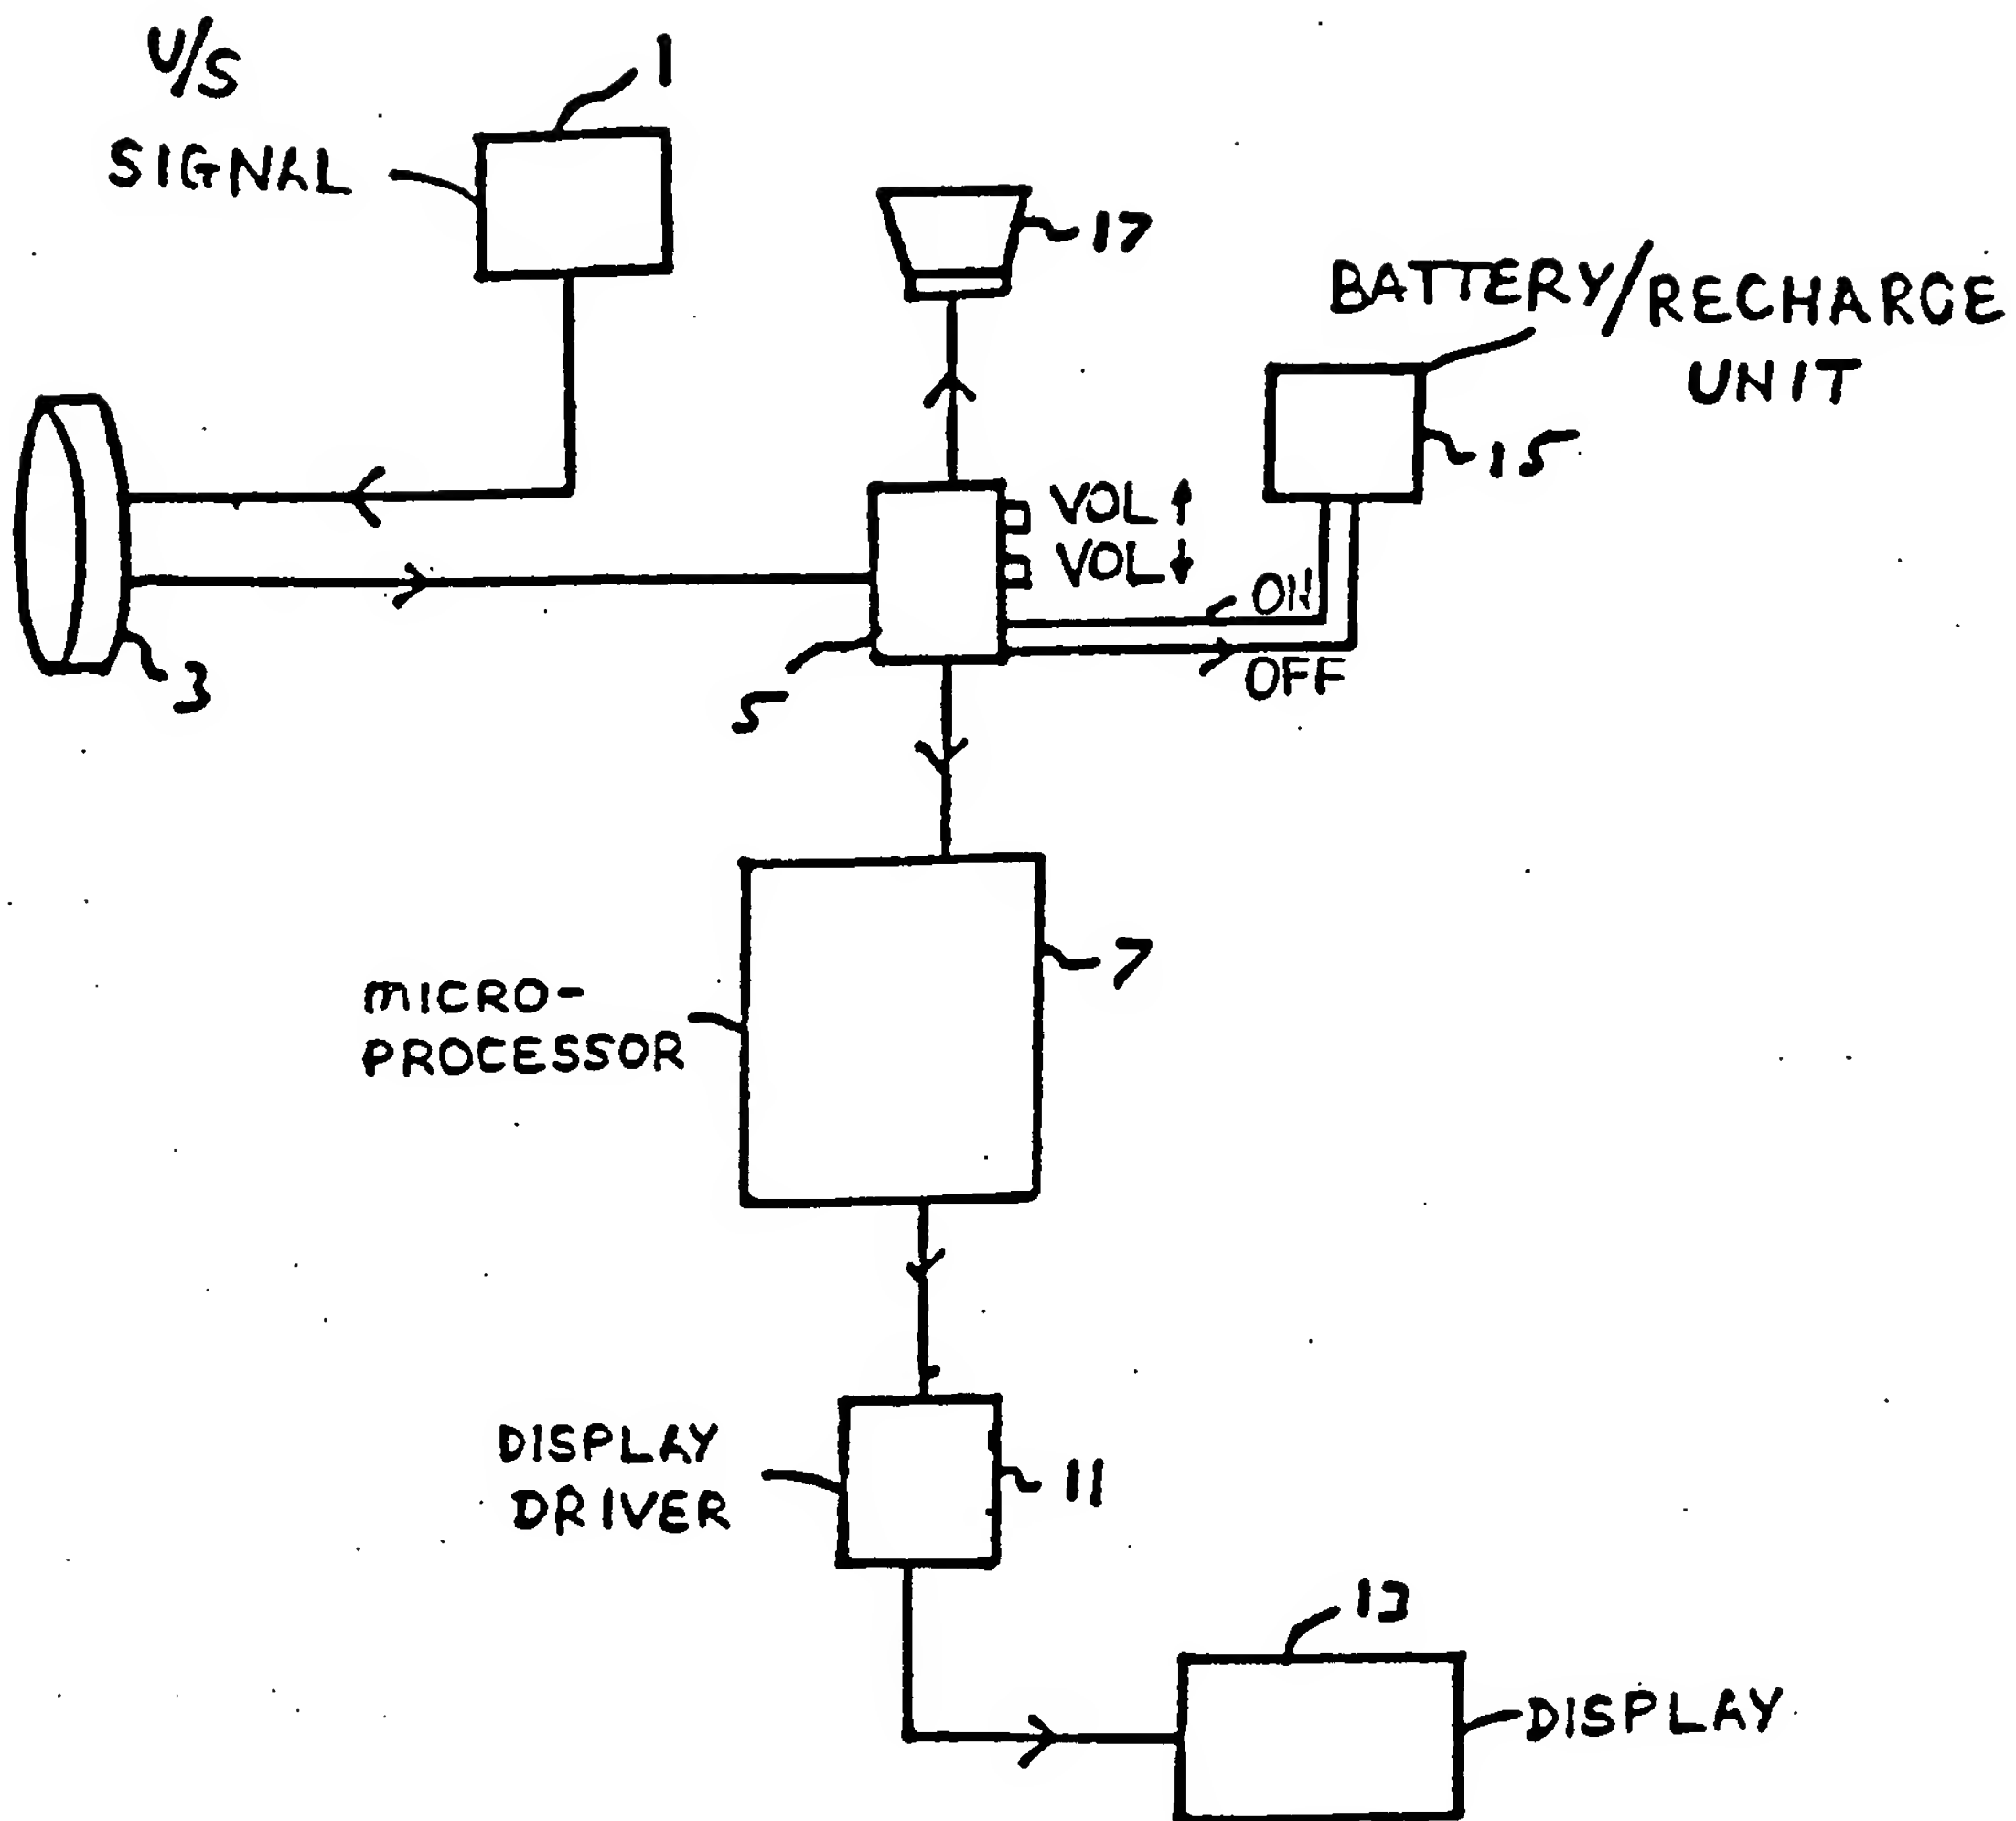 U/S
SIGNAL
1
17
BATTERY/RECHARGE
UNIT
15
VOL ↑
VOL ↓
ON
OFF
3
5
MICRO-
PROCESSOR
7
DISPLAY
DRIVER
11
13
DISPLAY